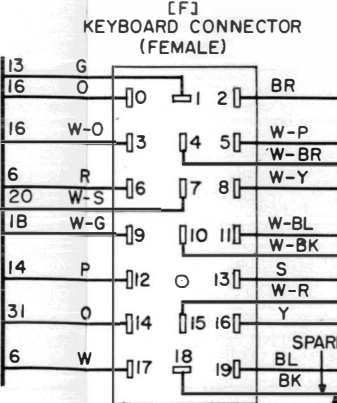 [F]
KEYBOARD CONNECTOR
(FEMALE)
13 G
16 O 0 1 2 BR
16 W-O 3 4 5 W-P
W-BR
6 R 6 7 8 W-Y
20 W-S
18 W-G 9 10 11 W-BL
W-BK
14 P 12 13 S
W-R
31 O 14 15 16 Y
SPAR
6 W 17 18 19 BL
BK